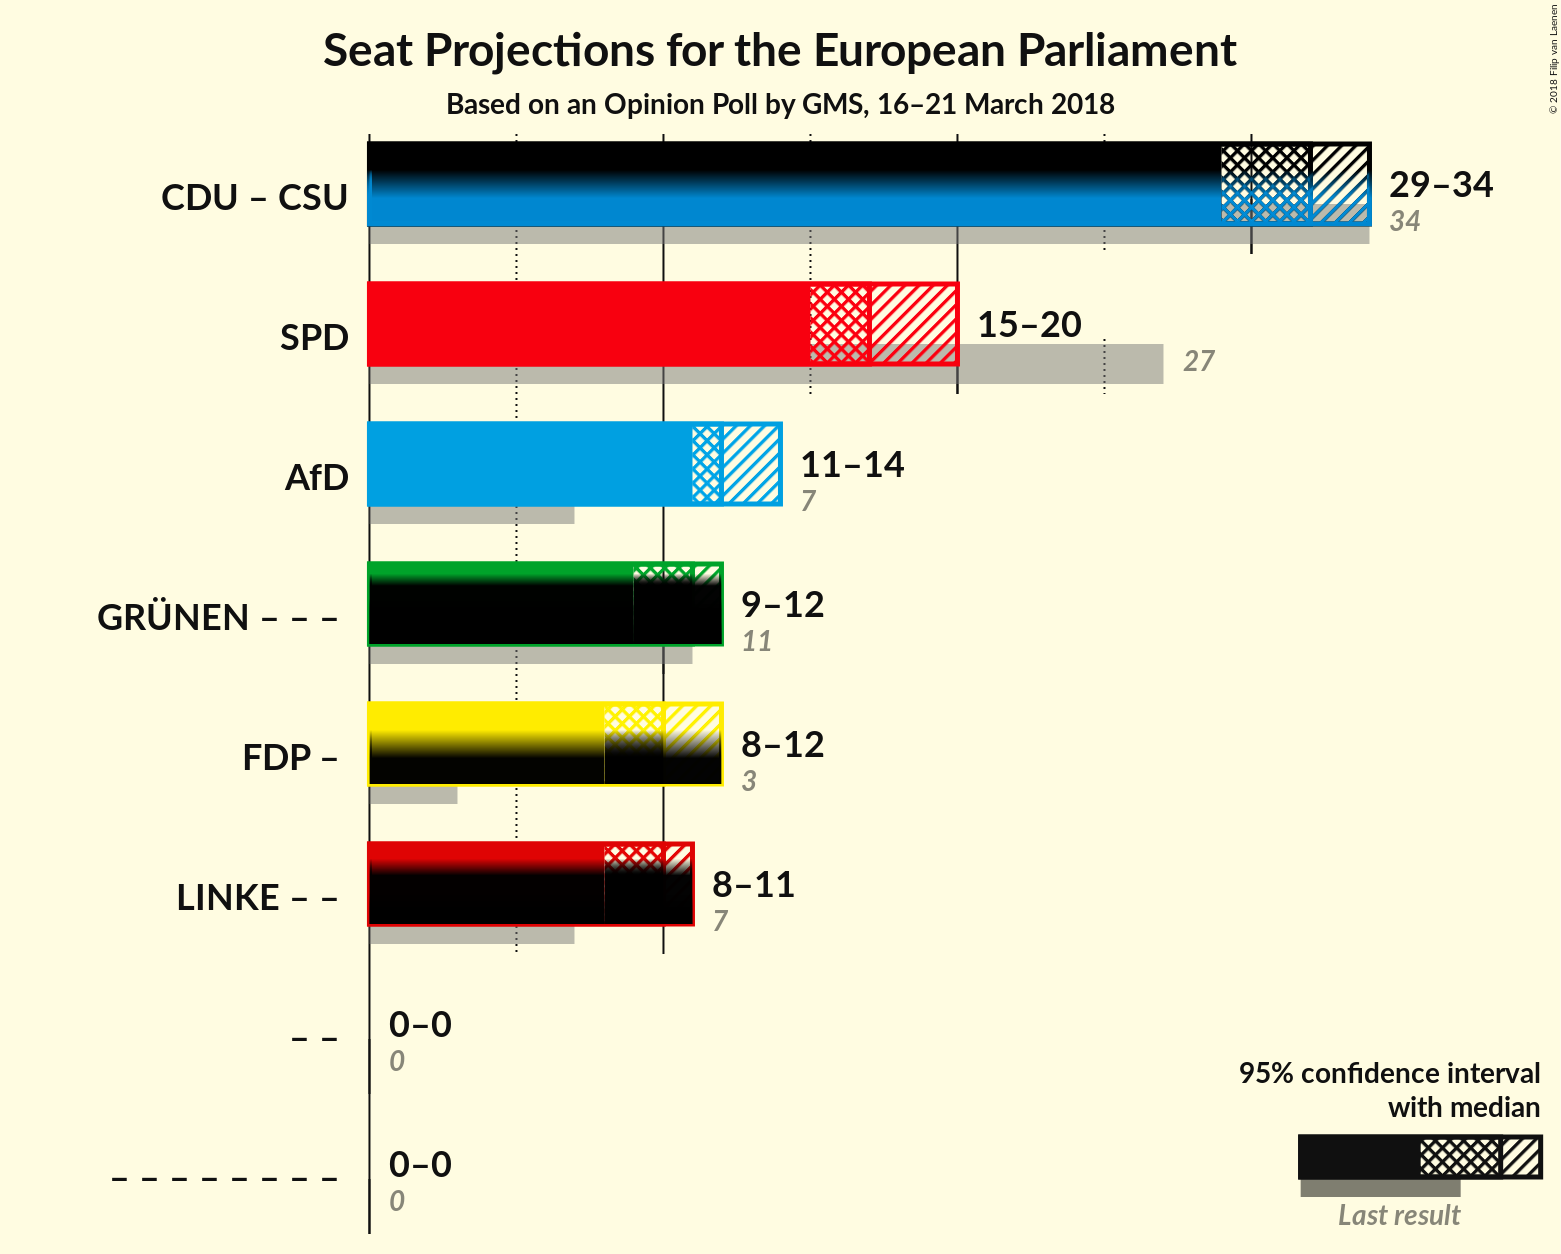 Seat Projections for the European Parliament
Based on an Opinion Poll by GMS, 16–21 March 2018
© 2018 Filip van Laenen
CDU – CSU
29–34
34
SPD
15–20
27
AfD
11–14
7
GRÜNEN – – –
9–12
11
FDP –
8–12
3
LINKE – –
8–11
7
– –
0–0
0
– – – – – – – –
0–0
0
95% confidence interval
with median
Last result